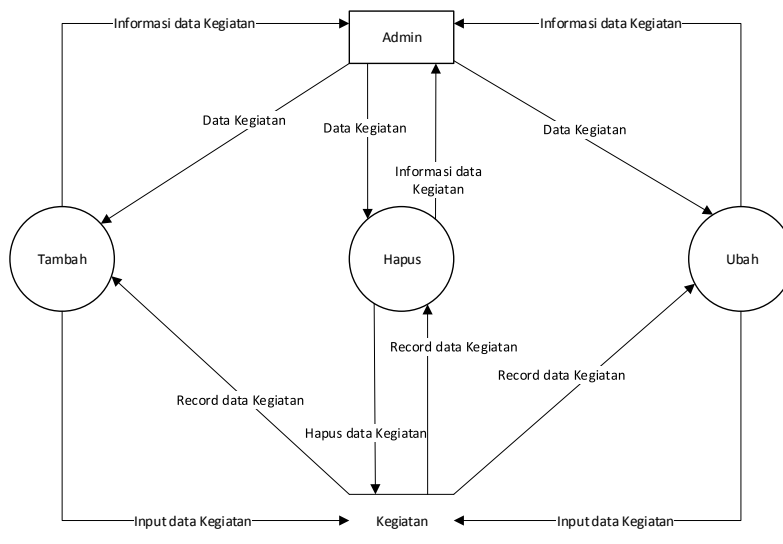 Informasi data Kegiatan
Admin
Informasi data Kegiatan
Data Kegiatan
Data Kegiatan
Data Kegiatan
Informasi data
Kegiatan
Tambah
Hapus
Ubah
Record data Kegiatan
Record data Kegiatan
Record data Kegiatan
Hapus data Kegiatan
Input data Kegiatan
Kegiatan
Input data Kegiatan